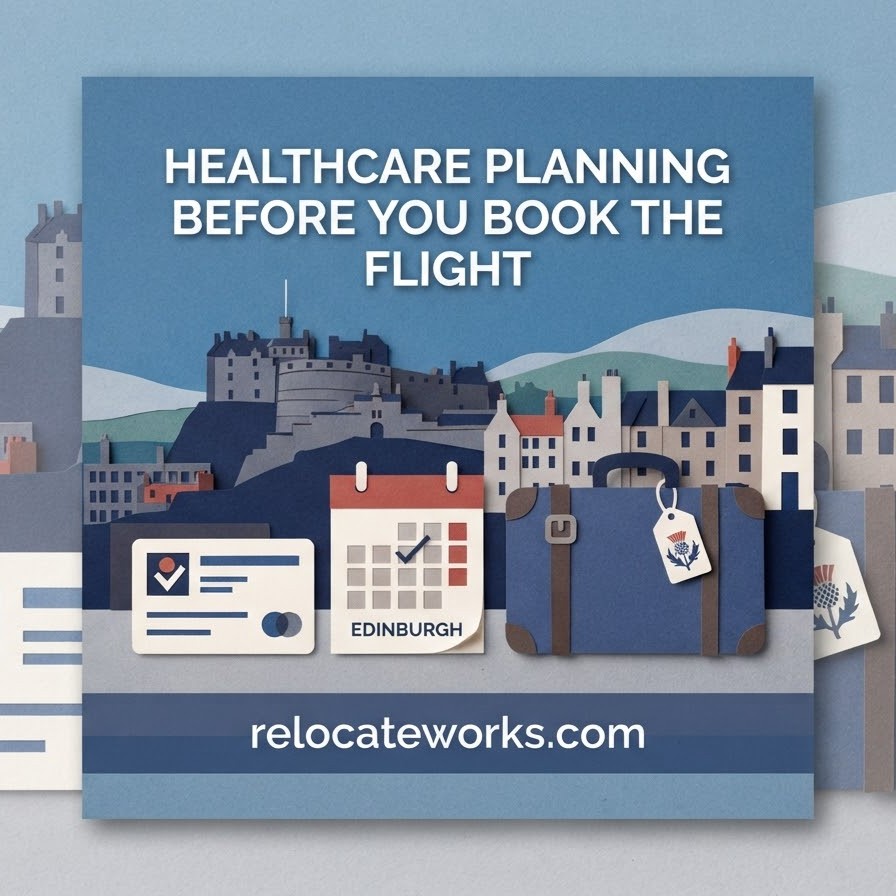 HEALTHCARE PLANNING
BEFORE YOU BOOK THE
FLIGHT
EDINBURGH
relocateworks.com